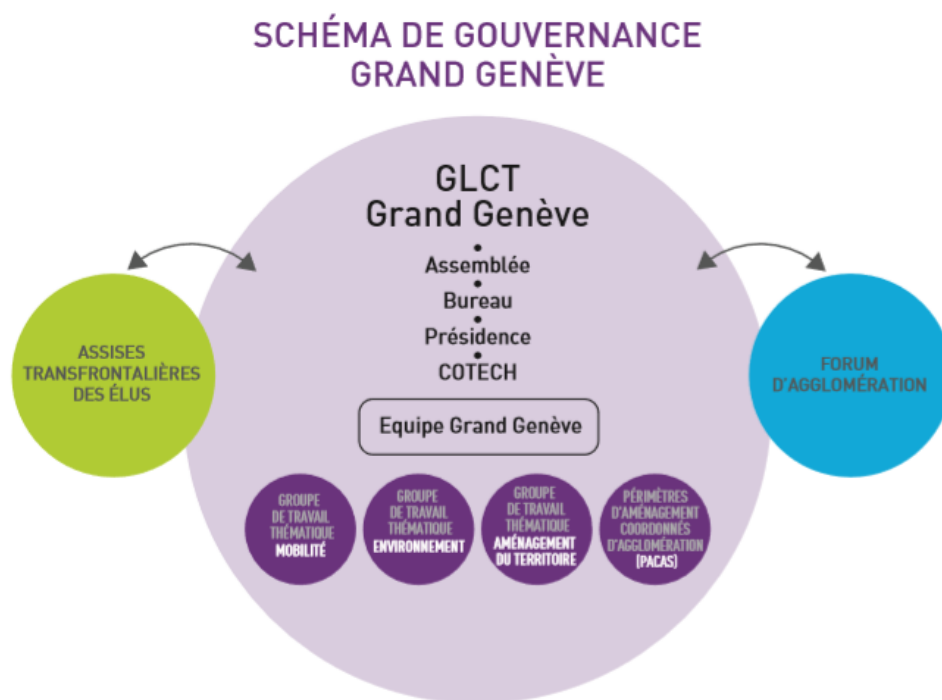 SCHÉMA DE GOUVERNANCE
GRAND GENÈVE
GLCT
Grand Genève
Assemblée
Bureau
Présidence
COTECH
Equipe Grand Genève
ASSISES
TRANSFRONTALIÈRES
DES ÉLUS
FORUM
D'AGGLOMÉRATION
GROUPE
DE TRAVAIL
THÉMATIQUE
MOBILITÉ
GROUPE
DE TRAVAIL
THÉMATIQUE
ENVIRONNEMENT
GROUPE
DE TRAVAIL
THÉMATIQUE
AMÉNAGEMENT
DU TERRITOIRE
PÉRIMÈTRES
D'AMÉNAGEMENT
COORDONNÉS
D'AGGLOMÉRATION
(PACAS)